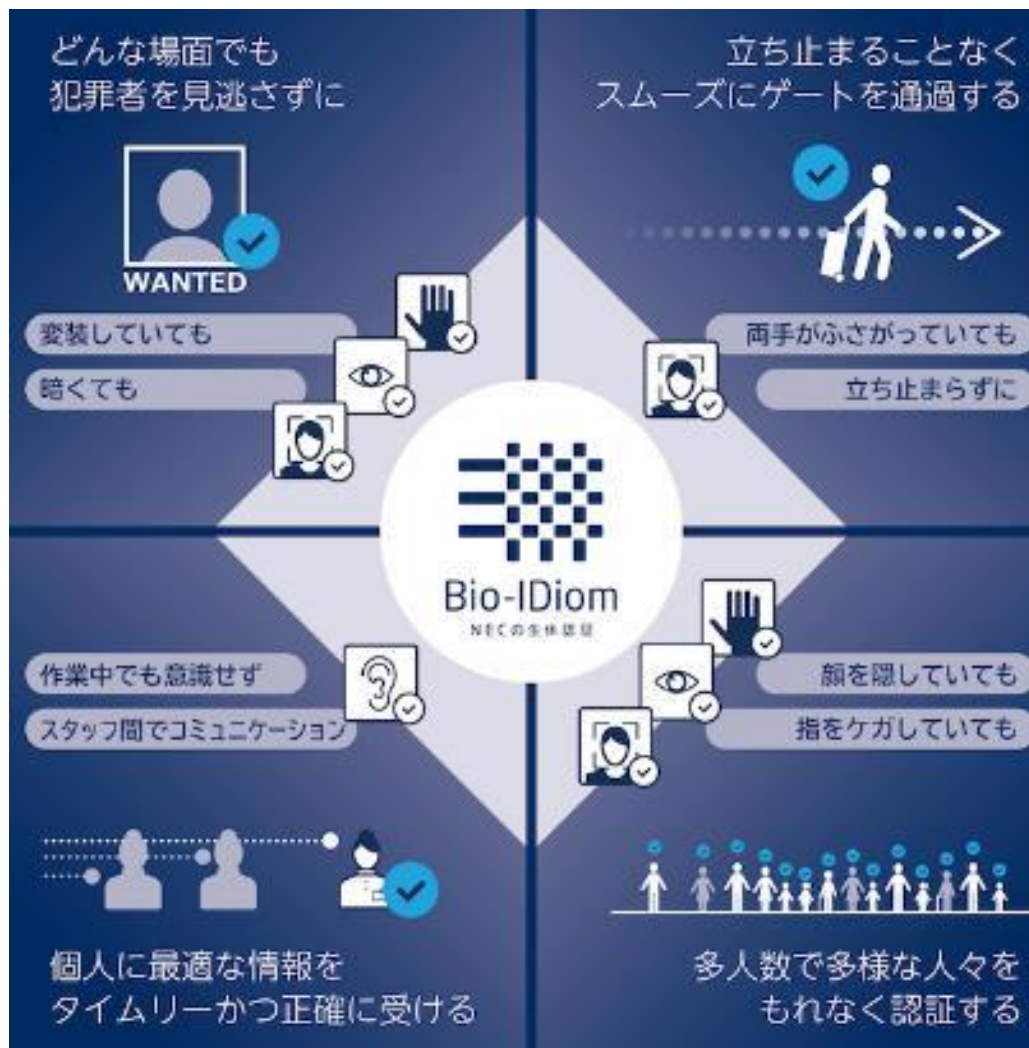 どんな場面でも
犯罪者を見逃さずに
WANTED
変装していても
暗くても
立ち止まることなく
スムーズにゲートを通過する
両手がふさがっていても
立ち止まらずに
Bio-IDiom
NECの生体認証
作業中でも意識せず
スタッフ間でコミュニケーション
個人に最適な情報を
タイムリーかつ正確に受ける
顔を隠していても
指をケガしていても
多人数で多様な人々を
もれなく認証する